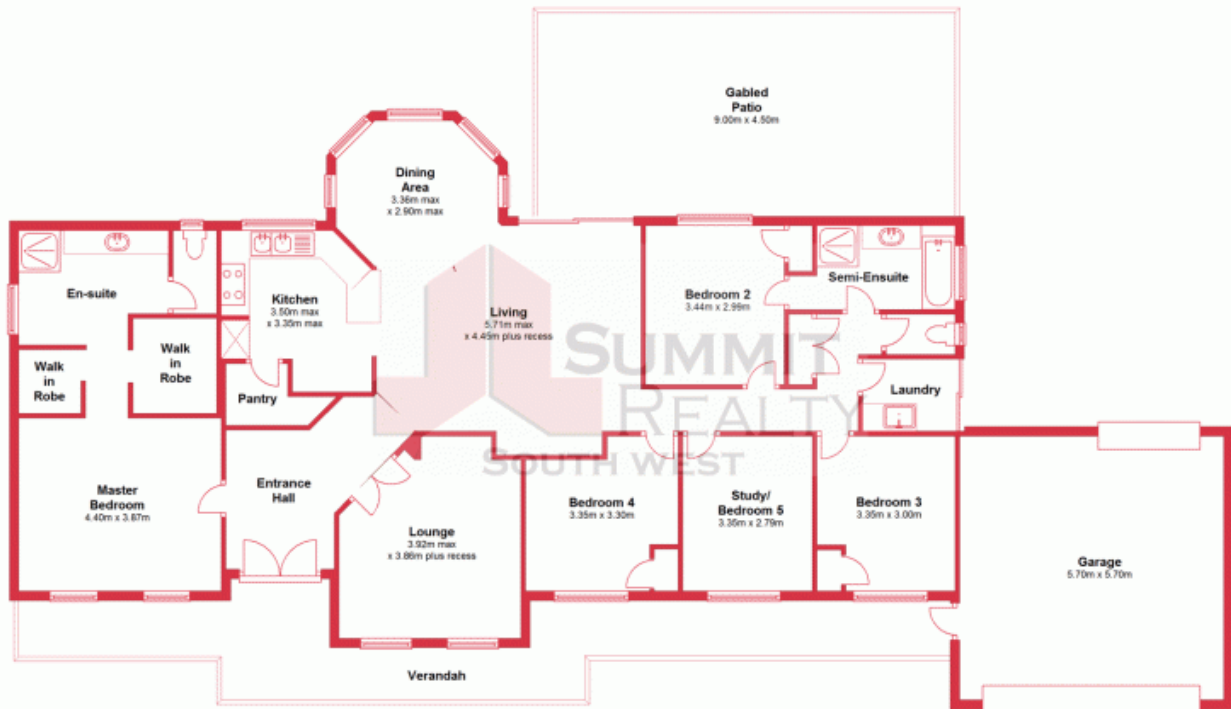 Gabled
Patio
9.00m x 4.50m
Dining
Area
3.36m max
x 2.90m max
En-suite
Kitchen
3.50m max
x 3.35m max
Living
5.71m max
x 4.45m plus recess
Bedroom 2
3.44m x 2.99m
Semi-Ensuite
Walk
in
Robe
Walk
in
Robe
Pantry
Laundry
SUMMIT
REALTY
SOUTH WEST
Master
Bedroom
4.40m x 3.87m
Entrance
Hall
Lounge
3.92m max
x 3.86m plus recess
Bedroom 4
3.35m x 3.30m
Study/
Bedroom 5
3.35m x 2.79m
Bedroom 3
3.35m x 3.00m
Garage
5.70m x 5.70m
Verandah